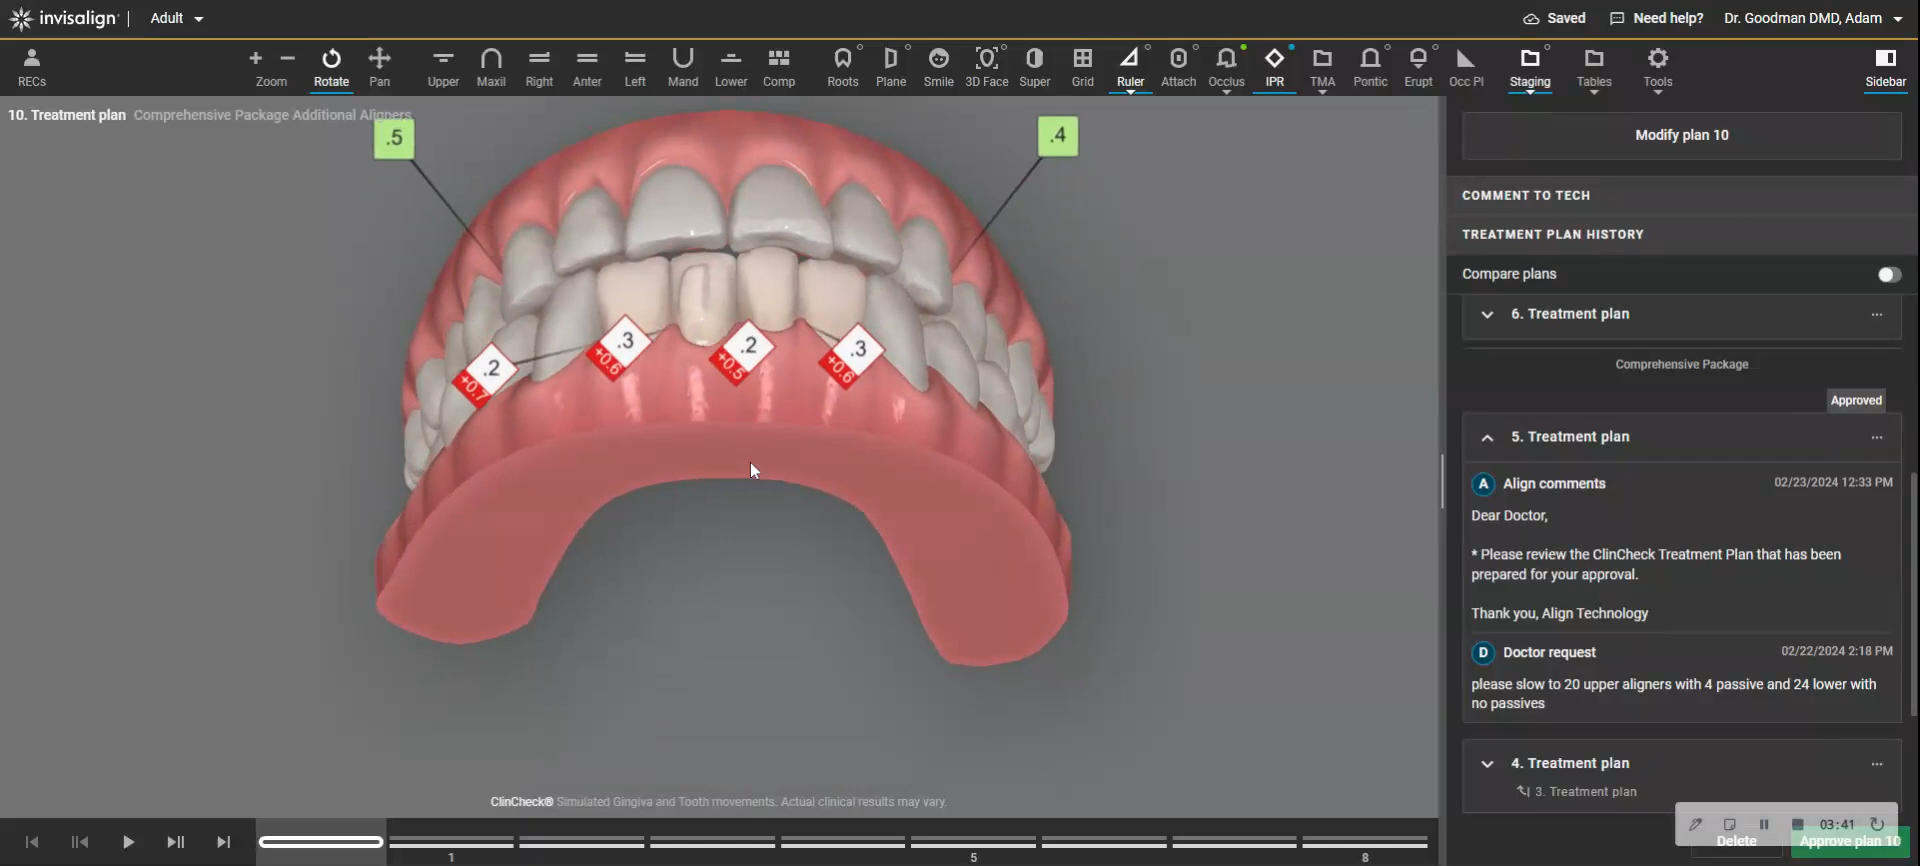 invisalign | Adult
Saved
Need help?
Dr. Goodman DMD, Adam
RECs
Zoom
Rotate
Pan
Upper
Maxil
Right
Anter
Left
Mand
Lower
Comp
Roots
Plane
Smile
3D Face
Super
Grid
Ruler
Attach
Occlus
IPR
TMA
Pontic
Erupt
Occ Pl
Staging
Tables
Tools
Sidebar
10. Treatment plan Comprehensive Package Additional Aligners
.5
.4
.2
+0.7
.3
+0.6
.2
+0.5
.3
+0.6
ClinCheck® Simulated Gingiva and Tooth movements. Actual clinical results may vary.
1
5
8
Modify plan 10
COMMENT TO TECH
TREATMENT PLAN HISTORY
Compare plans
6. Treatment plan
Comprehensive Package
Approved
5. Treatment plan
A Align comments 02/23/2024 12:33 PM
Dear Doctor,
* Please review the ClinCheck Treatment Plan that has been
prepared for your approval.
Thank you, Align Technology
D Doctor request 02/22/2024 2:18 PM
please slow to 20 upper aligners with 4 passive and 24 lower with
no passives
4. Treatment plan
3. Treatment plan
03:41
Delete
Approve plan 10